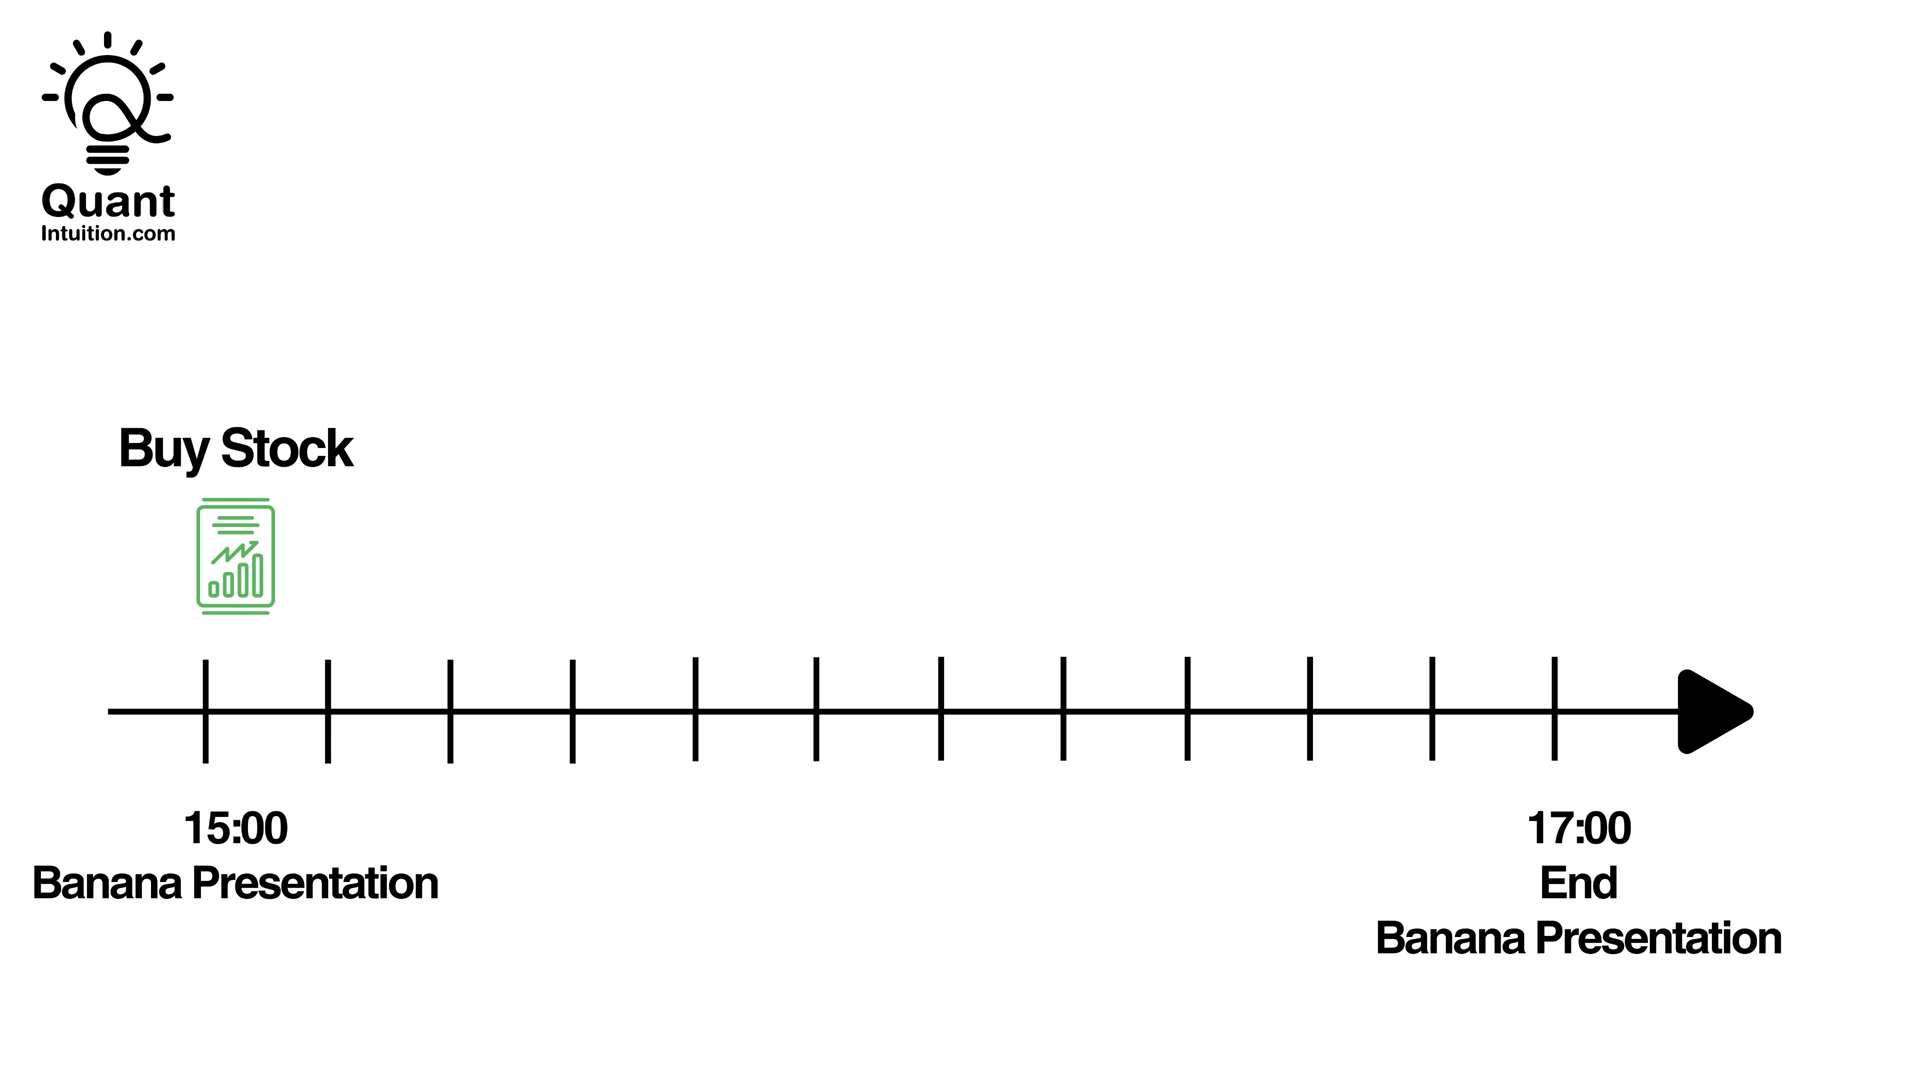 Quant
Intuition.com
Buy Stock
15:00
Banana Presentation
17:00
End
Banana Presentation